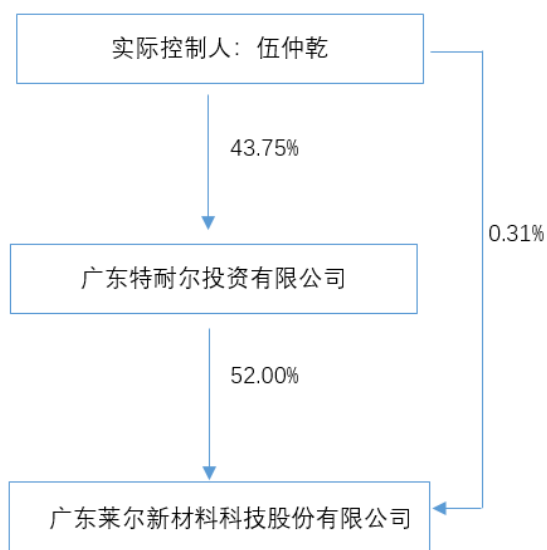 实际控制人：伍仲乾
43.75%
0.31%
广东特耐尔投资有限公司
52.00%
广东莱尔新材料科技股份有限公司